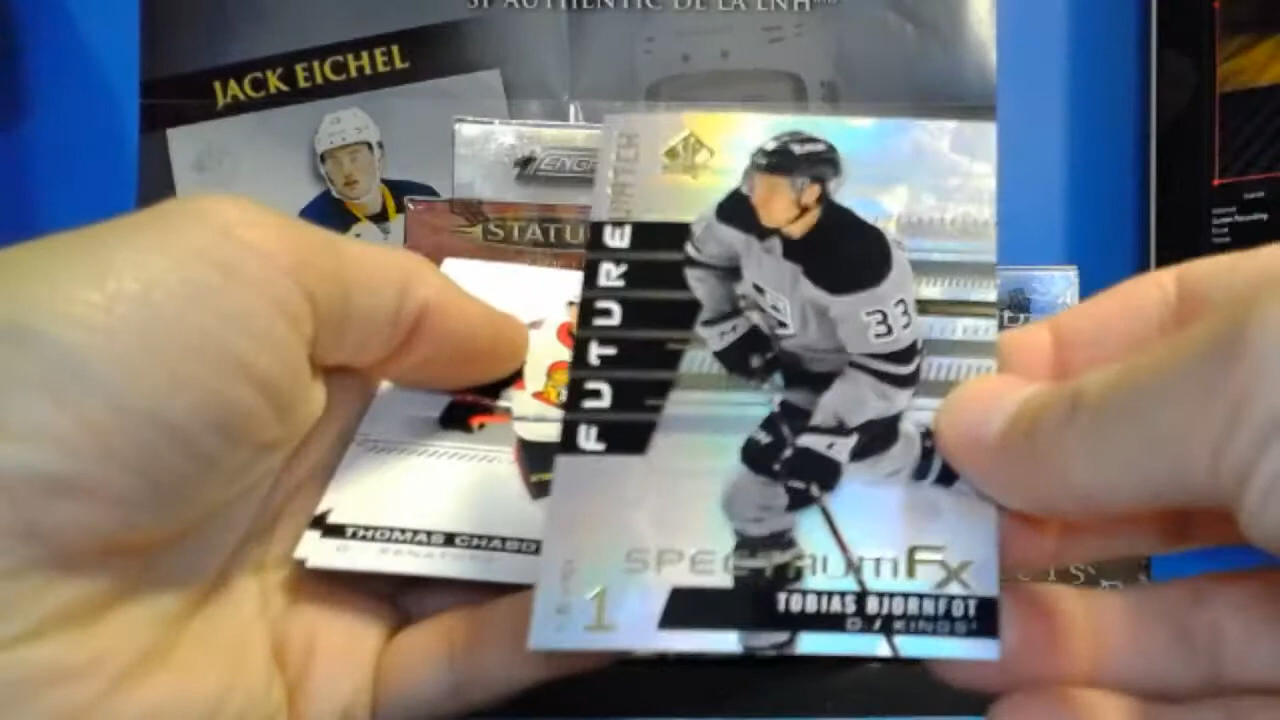 SP AUTHENTIC DE LA LNH
JACK EICHEL
STATU
FUTURE
WATCH
33
THOMAS CHABO
SPECTRUM FX
1
TOBIAS BJORNFOT
D / KINGS